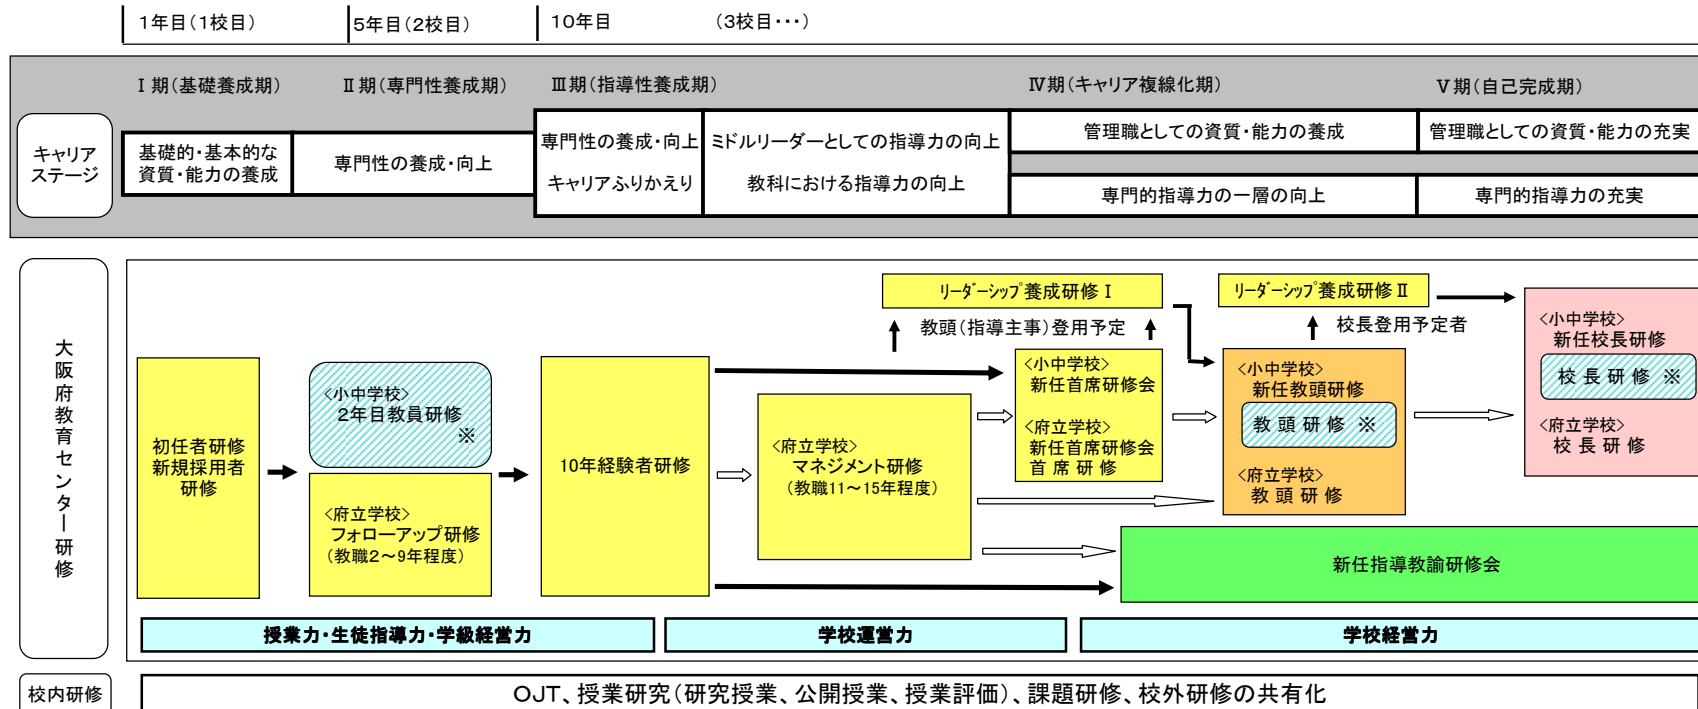 1年目(1校目)
5年目(2校目)
10年目
(3校目・・・)
Ⅰ期(基礎養成期)
Ⅱ期(専門性養成期)
Ⅲ期(指導性養成期)
Ⅳ期(キャリア複線化期)
Ⅴ期(自己完成期)
キャリア
ステージ
基礎的・基本的な
資質・能力の養成
専門性の養成・向上
専門性の養成・向上
キャリアふりかえり
ミドルリーダーとしての指導力の向上
教科における指導力の向上
管理職としての資質・能力の養成
管理職としての資質・能力の充実
専門的指導力の一層の向上
専門的指導力の充実
大阪府教育センター研修
リーダーシップ養成研修Ⅰ
リーダーシップ養成研修Ⅱ
教頭(指導主事)登用予定
校長登用予定者
初任者研修
新規採用者
研修
<小中学校>
2年目教員研修
※
<府立学校>
フォローアップ研修
(教職2～9年程度)
10年経験者研修
<府立学校>
マネジメント研修
(教職11～15年程度)
<小中学校>
新任首席研修会
<府立学校>
新任首席研修会
首席研修
<小中学校>
新任教頭研修
教頭研修 ※
<府立学校>
教頭研修
<小中学校>
新任校長研修
校長研修 ※
<府立学校>
校長研修
新任指導教諭研修会
授業力・生徒指導力・学級経営力
学校運営力
学校経営力
校内研修
OJT、授業研究(研究授業、公開授業、授業評価)、課題研修、校外研修の共有化